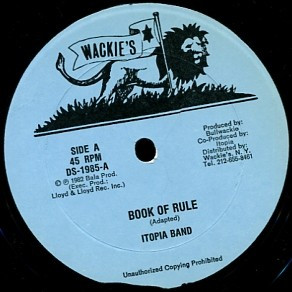 WACKIE'S
SIDE A
45 RPM
DS-1985-A
© ℗ 1982 Bala Prod.
(Exec. Prod.:
Lloyd & Lloyd Rec. Inc.)
Produced by:
Bullwackie
Co-Produced by:
Itopia
Distributed by:
Wackie's, N. Y.
Tel. 212-655-8461
BOOK OF RULE
(Adapted)
ITOPIA BAND
Unauthorized Copying Prohibited